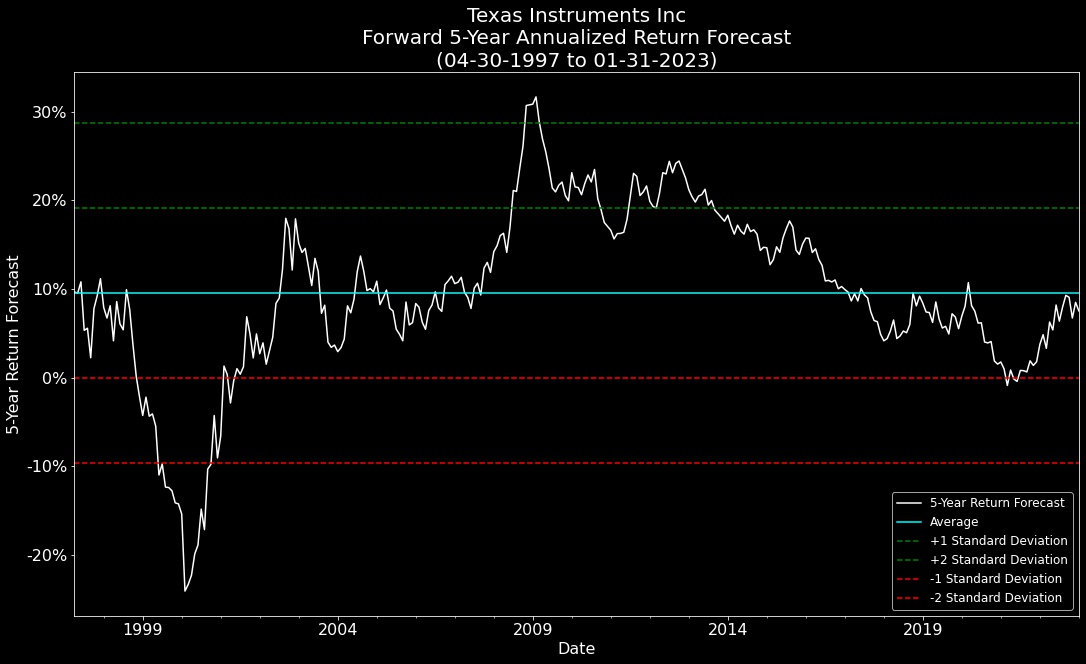 Texas Instruments Inc
Forward 5-Year Annualized Return Forecast
(04-30-1997 to 01-31-2023)
5-Year Return Forecast
30%
20%
10%
0%
-10%
-20%
5-Year Return Forecast
Average
+1 Standard Deviation
+2 Standard Deviation
-1 Standard Deviation
-2 Standard Deviation
1999 2004 2009 2014 2019
Date